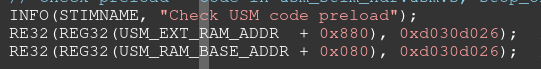 INFO(STIMNAME, "Check USM code preload");
RE32(REG32(USM_EXT_RAM_ADDR  + 0x880), 0xd030d026);
RE32(REG32(USM_RAM_BASE_ADDR + 0x080), 0xd030d026);